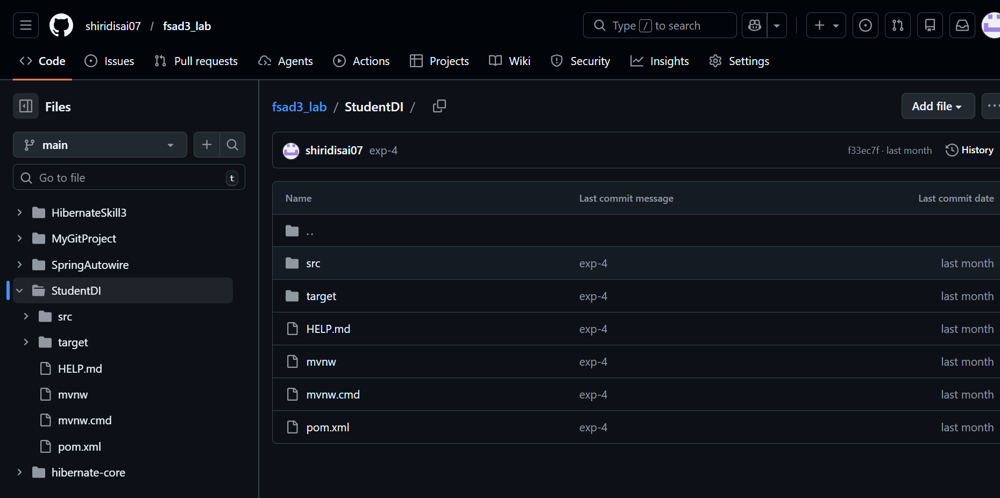 shiridisai07 / fsad3_lab
Type / to search
Code Issues Pull requests Agents Actions Projects Wiki Security Insights Settings
Files
main
Go to file
t
HibernateSkill3
MyGitProject
SpringAutowire
StudentDI
src
target
HELP.md
mvnw
mvnw.cmd
pom.xml
hibernate-core
fsad3_lab / StudentDI /
Add file
shiridisai07 exp-4
f33ec7f · last month
History
Name Last commit message Last commit date
..
src exp-4 last month
target exp-4 last month
HELP.md exp-4 last month
mvnw exp-4 last month
mvnw.cmd exp-4 last month
pom.xml exp-4 last month